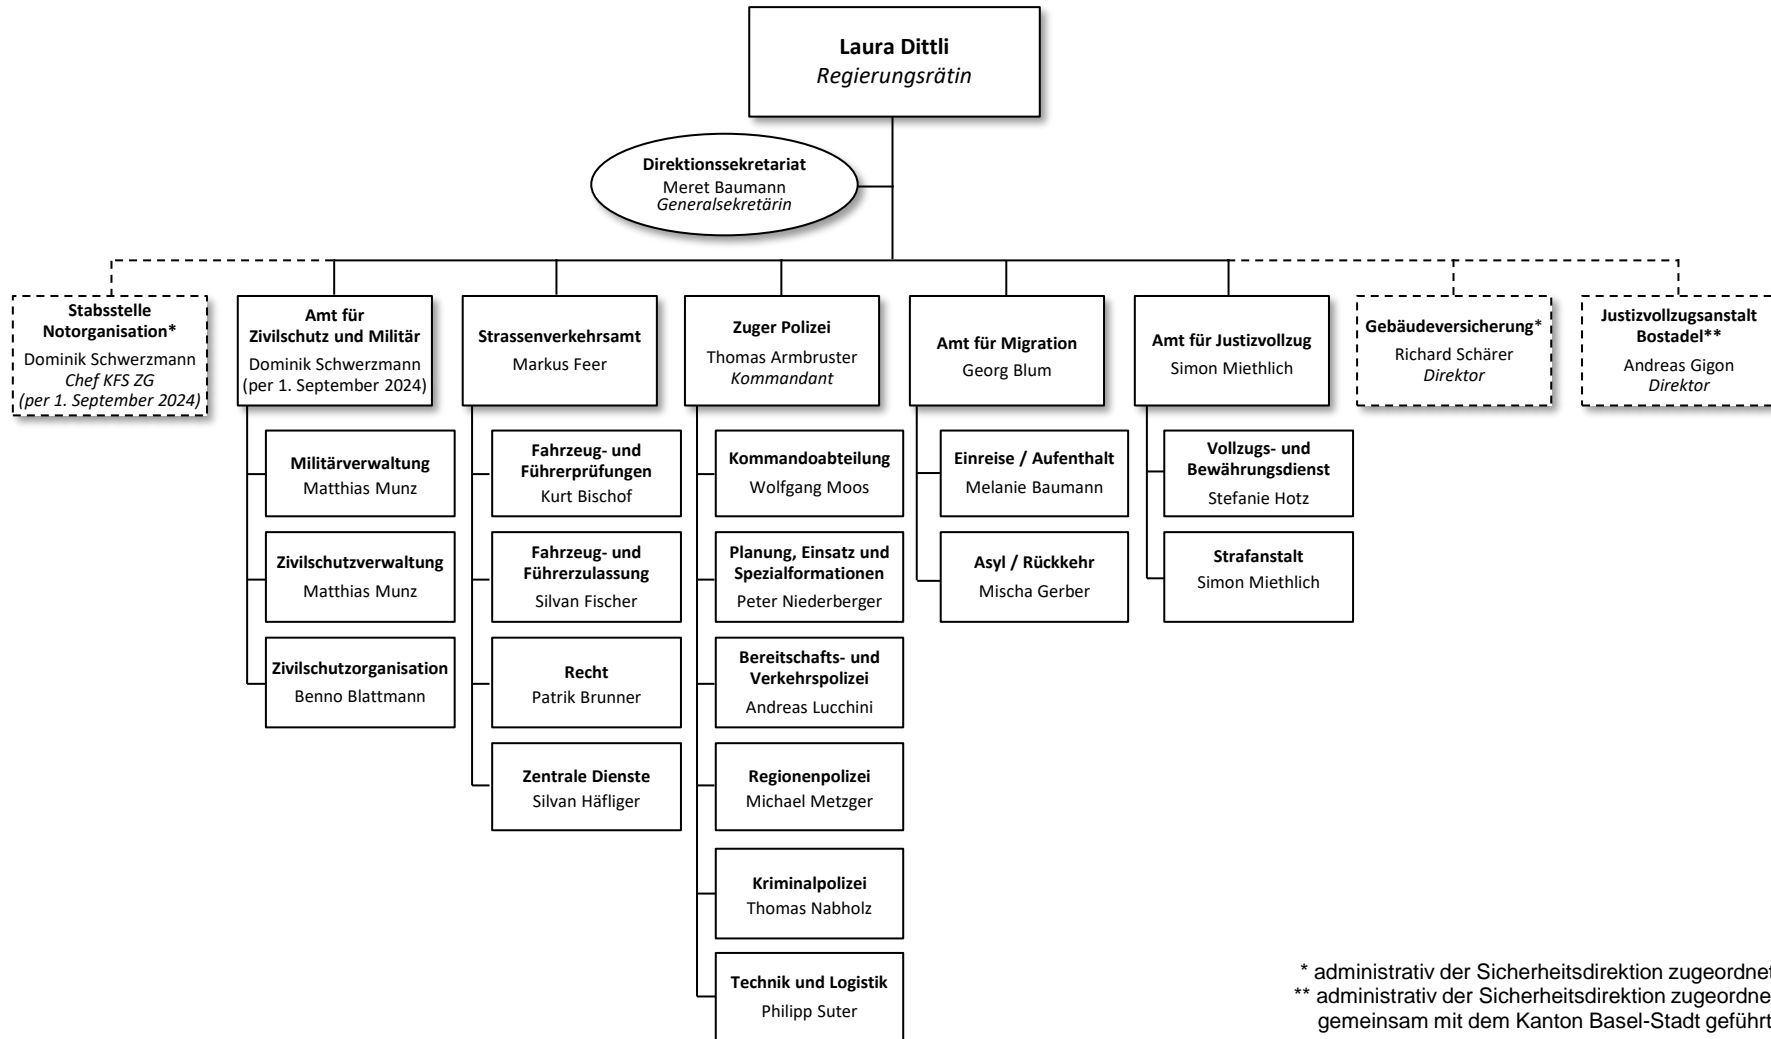 Laura Dittli
Regierungsrätin
Direktionssekretariat
Meret Baumann
Generalsekretärin
Stabsstelle
Notorganisation*
Dominik Schwerzmann
Chef KFS ZG
(per 1. September 2024)
Amt für
Zivilschutz und Militär
Dominik Schwerzmann
(per 1. September 2024)
Strassenverkehrsamt
Markus Feer
Zuger Polizei
Thomas Armbruster
Kommandant
Amt für Migration
Georg Blum
Amt für Justizvollzug
Simon Miethlich
Gebäudeversicherung*
Richard Schärer
Direktor
Justizvollzugsanstalt
Bostadel**
Andreas Gigon
Direktor
Militärverwaltung
Matthias Munz
Zivilschutzverwaltung
Matthias Munz
Zivilschutzorganisation
Benno Blattmann
Fahrzeug- und
Führerprüfungen
Kurt Bischof
Fahrzeug- und
Führerzulassung
Silvan Fischer
Recht
Patrik Brunner
Zentrale Dienste
Silvan Häfliger
Kommandoabteilung
Wolfgang Moos
Planung, Einsatz und
Spezialformationen
Peter Niederberger
Bereitschafts- und
Verkehrspolizei
Andreas Lucchini
Regionenpolizei
Michael Metzger
Kriminalpolizei
Thomas Nabholz
Technik und Logistik
Philipp Suter
Einreise / Aufenthalt
Melanie Baumann
Asyl / Rückkehr
Mischa Gerber
Vollzugs- und
Bewährungsdienst
Stefanie Hotz
Strafanstalt
Simon Miethlich
* administrativ der Sicherheitsdirektion zugeordnet
** administrativ der Sicherheitsdirektion zugeordne
gemeinsam mit dem Kanton Basel-Stadt geführt